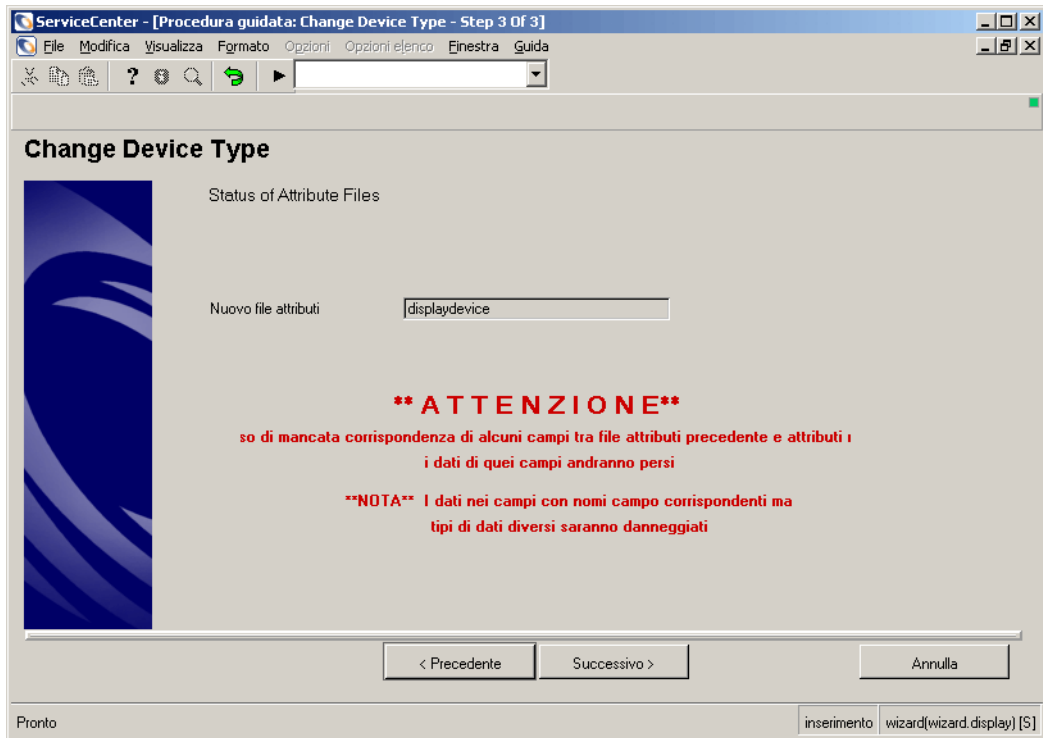 ServiceCenter - [Procedura guidata: Change Device Type - Step 3 Of 3]
File Modifica Visualizza Formato Opzioni Opzioni elenco Finestra Guida
Change Device Type
Status of Attribute Files
Nuovo file attributi displaydevice
** A T T E N Z I O N E**
so di mancata corrispondenza di alcuni campi tra file attributi precedente e attributi
i dati di quei campi andranno persi
**NOTA** I dati nei campi con nomi campo corrispondenti ma
tipi di dati diversi saranno danneggiati
< Precedente Successivo > Annulla
Pronto inserimento wizard(wizard.display) [S]